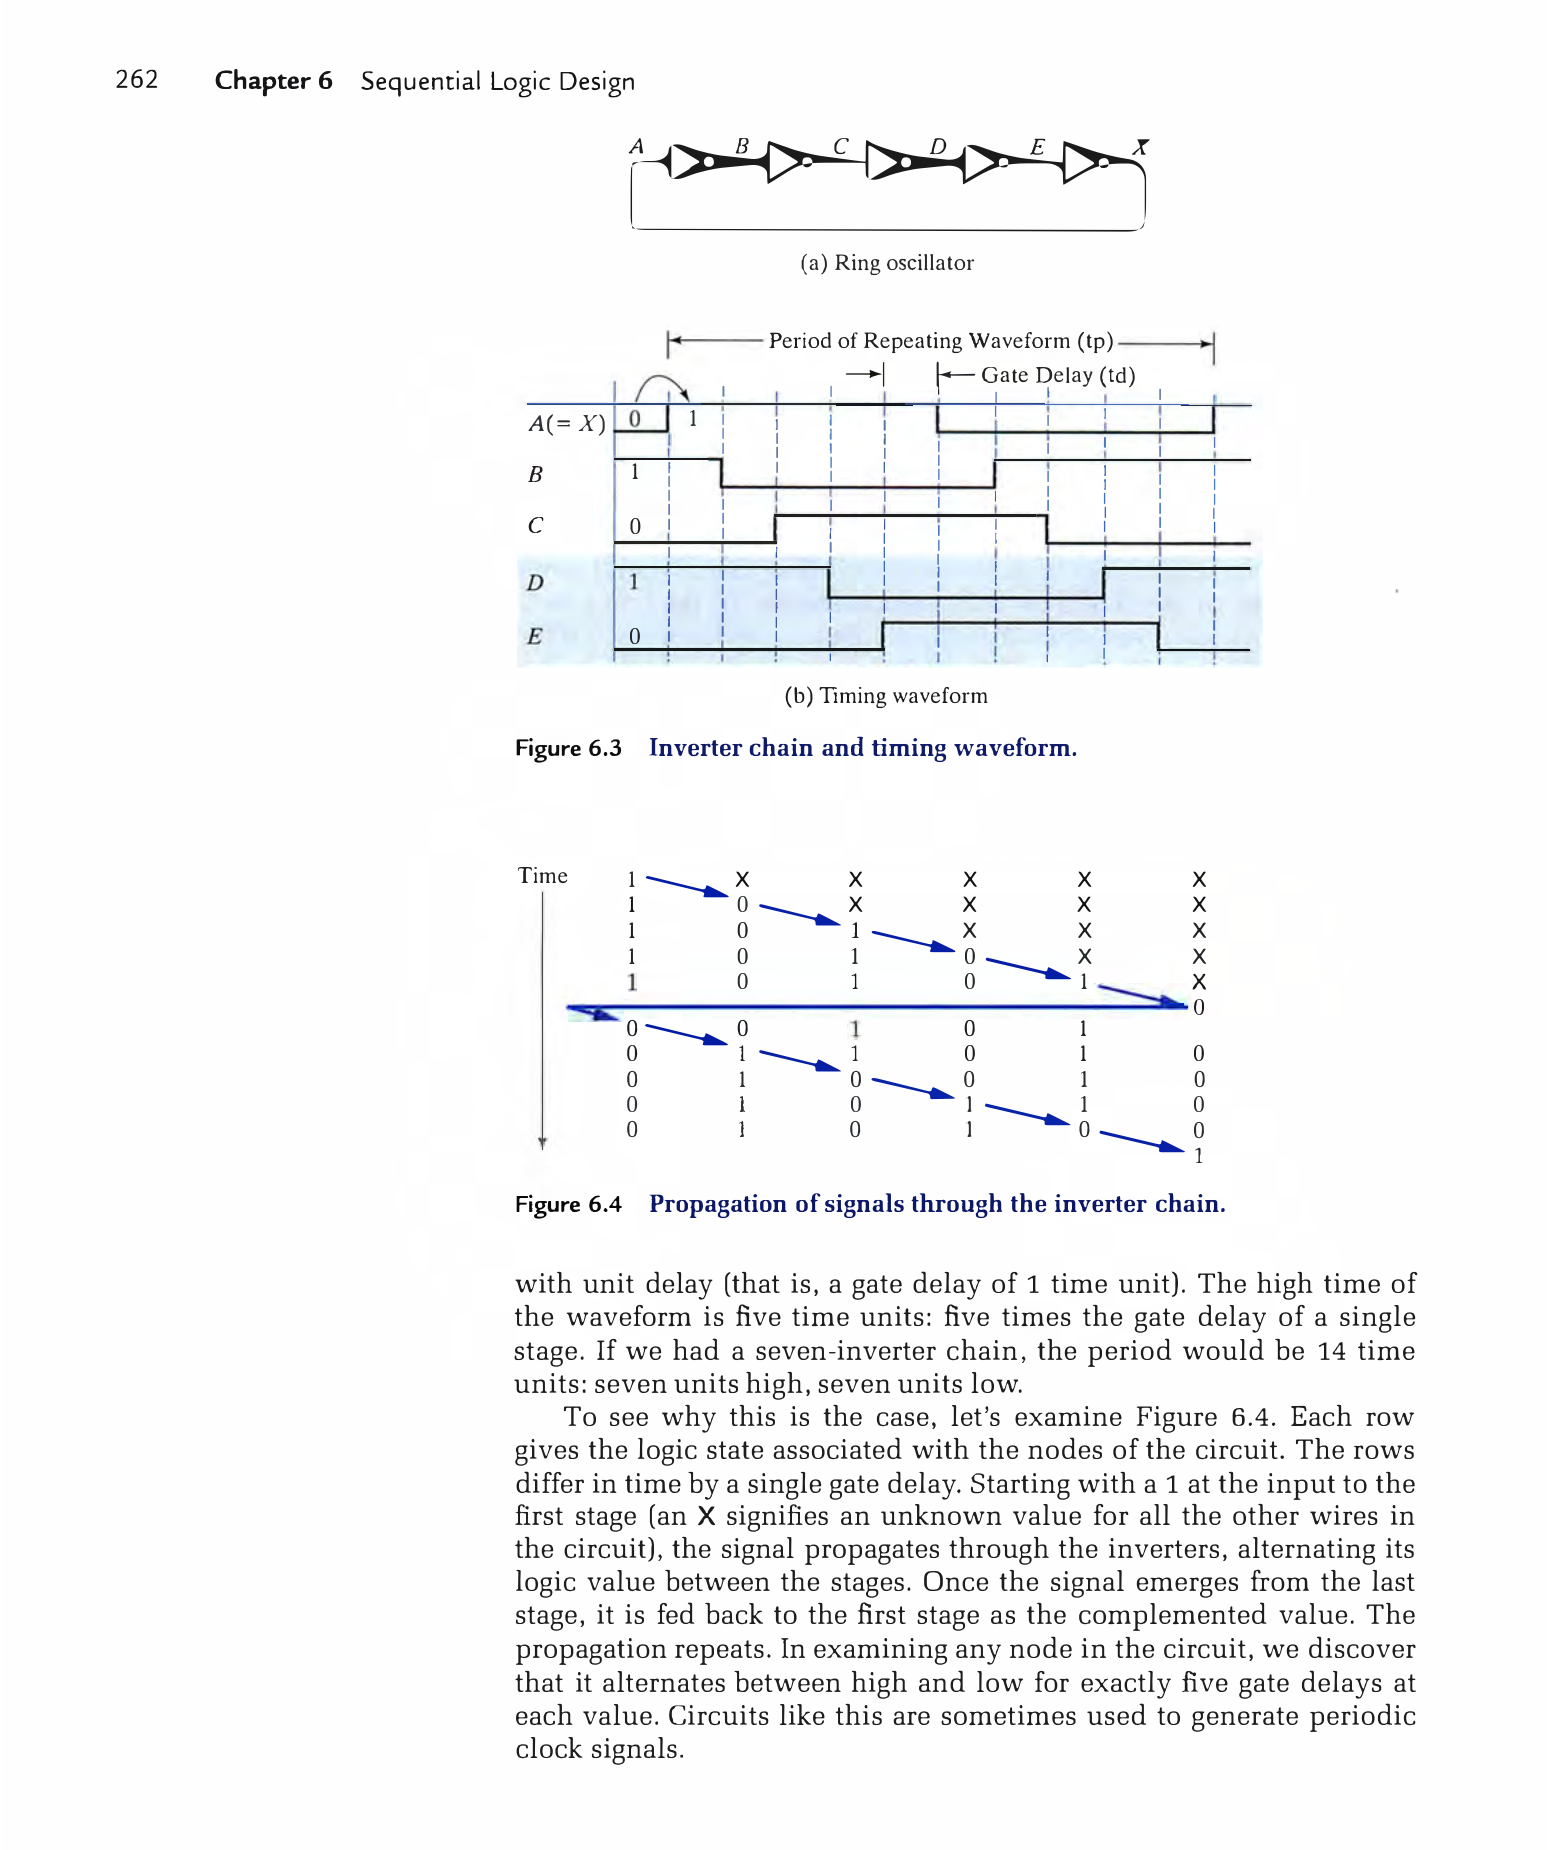 262 Chapter 6 Sequential Logic Design
A B C D E X
(a) Ring oscillator
Period of Repeating Waveform (tp)
Gate Delay (td)
A(= X) 0 1
B 1
C 0
D 1
E 0
(b) Timing waveform
Figure 6.3 Inverter chain and timing waveform.
Time 1 X X X X X
1 0 X X X X
1 0 1 X X X
1 0 1 0 X X
1 0 1 0 1 X
0
0 0 1 0 1
0 1 1 0 1 0
0 1 0 0 1 0
0 1 0 1 1 0
0 1 0 1 0 0
1
Figure 6.4 Propagation of signals through the inverter chain.
with unit delay (that is, a gate delay of 1 time unit). The high time of
the waveform is five time units: five times the gate delay of a single
stage. If we had a seven-inverter chain, the period would be 14 time
units: seven units high, seven units low.
To see why this is the case, let's examine Figure 6.4. Each row
gives the logic state associated with the nodes of the circuit. The rows
differ in time by a single gate delay. Starting with a 1 at the input to the
first stage (an X signifies an unknown value for all the other wires in
the circuit), the signal propagates through the inverters, alternating its
logic value between the stages. Once the signal emerges from the last
stage, it is fed back to the first stage as the complemented value. The
propagation repeats. In examining any node in the circuit, we discover
that it alternates between high and low for exactly five gate delays at
each value. Circuits like this are sometimes used to generate periodic
clock signals.